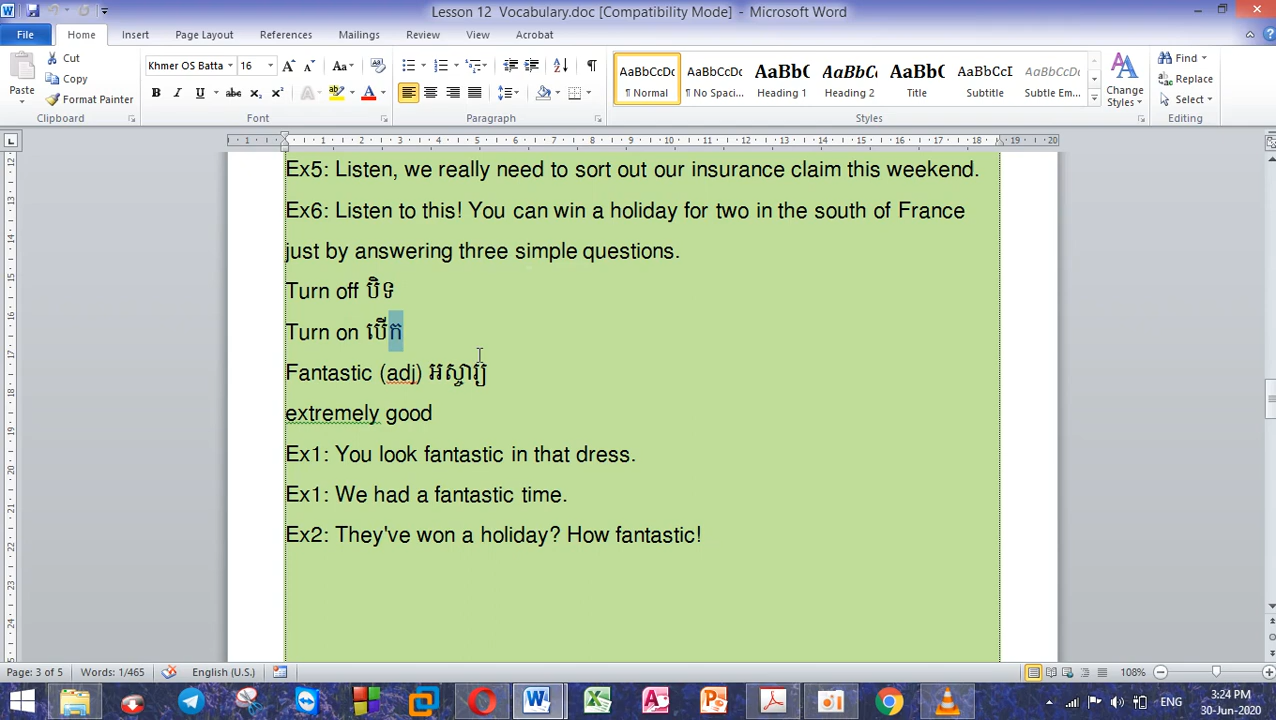 Lesson 12  Vocabulary.doc [Compatibility Mode]  -  Microsoft Word
File Home Insert Page Layout References Mailings Review View Acrobat
Cut
Copy
Format Painter
Paste
Khmer OS Batta 16
Clipboard Font Paragraph Styles Editing
AaBbCcDc ¶ Normal
AaBbCcDc ¶ No Spaci...
AaBbC Heading 1
AaBbCc Heading 2
AaBbC Title
AaBbCcDc Subtitle
AaBbCcDc Subtle Em...
Change Styles
Find
Replace
Select
Ex5: Listen, we really need to sort out our insurance claim this weekend.
Ex6: Listen to this! You can win a holiday for two in the south of France
just by answering three simple questions.
Turn off បិទ
Turn on បើក
Fantastic (adj) អស្ចារ្យ
extremely good
Ex1: You look fantastic in that dress.
Ex1: We had a fantastic time.
Ex2: They've won a holiday? How fantastic!
Page: 3 of 5 Words: 1/465 English (U.S.) 108%
ENG
3:24 PM
30-Jun-2020